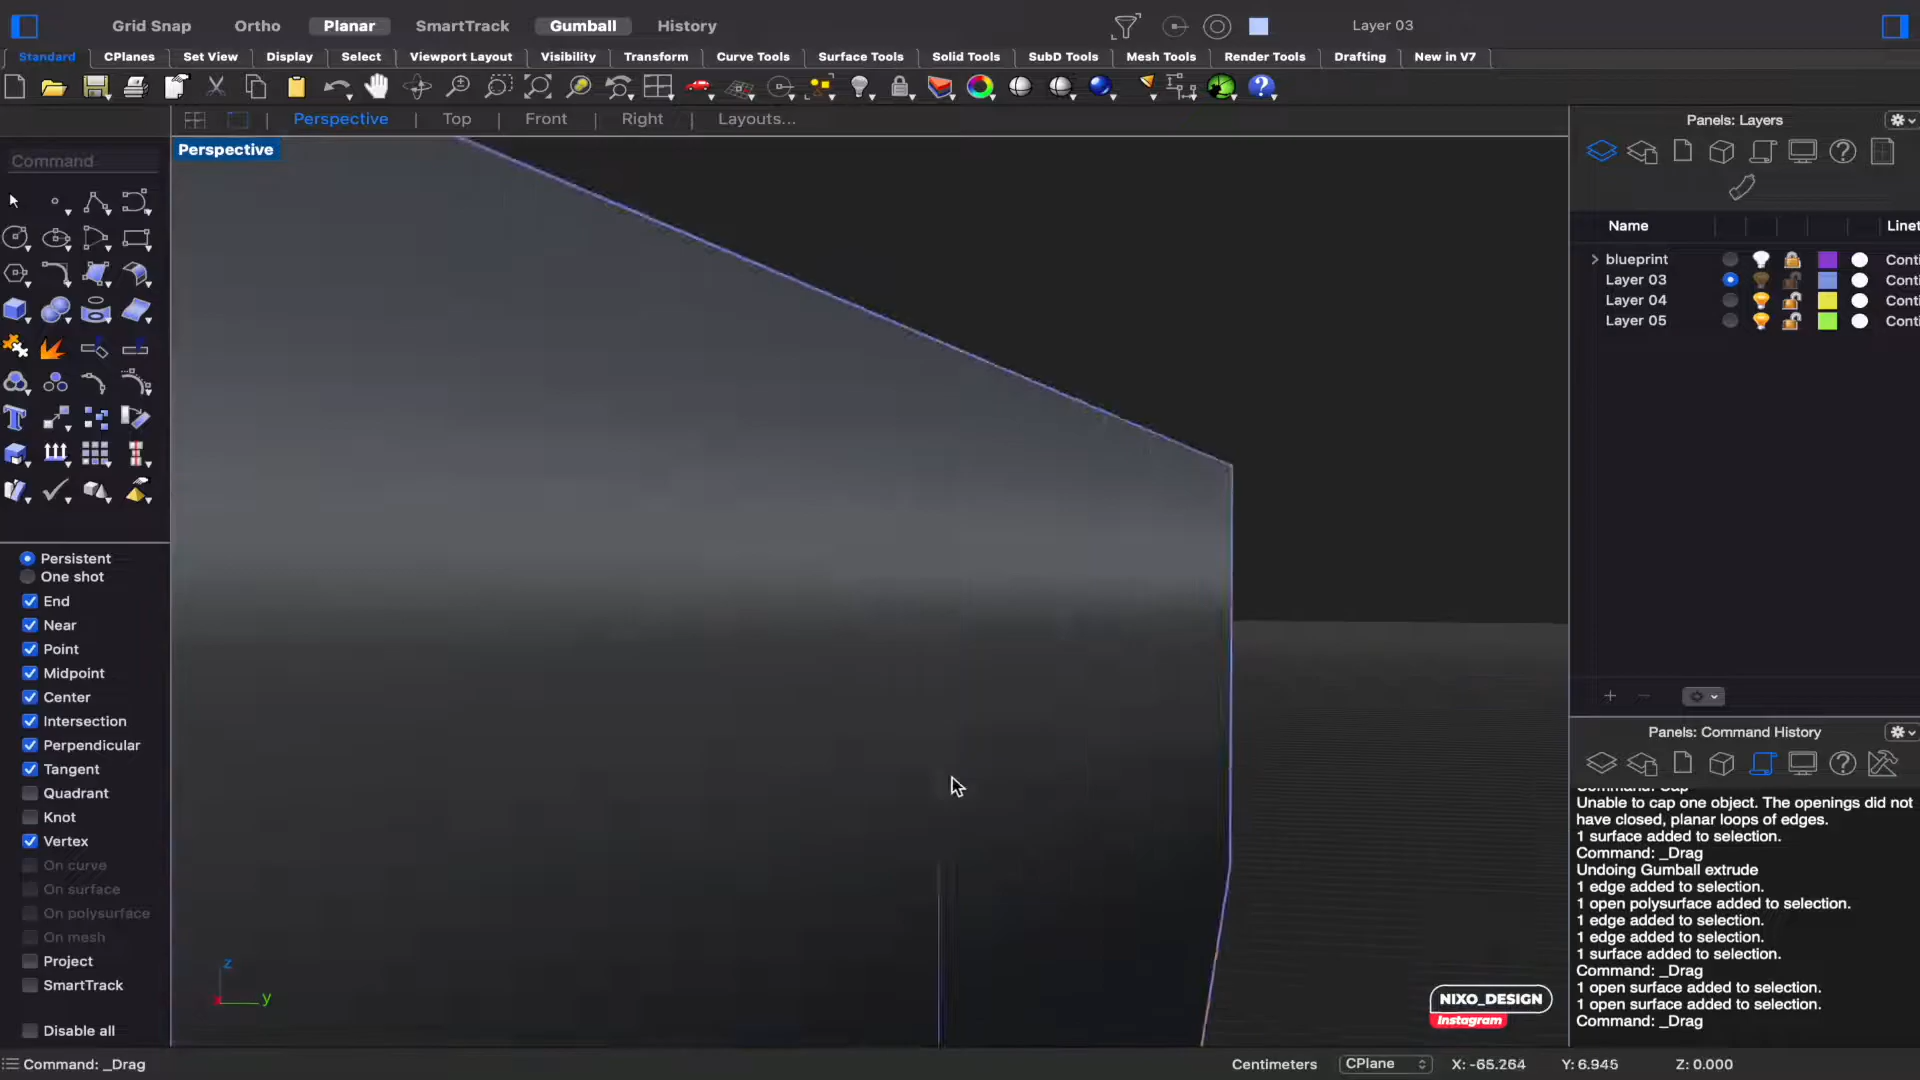 Grid Snap Ortho Planar SmartTrack Gumball History Layer 03
Standard CPlanes Set View Display Select Viewport Layout Visibility Transform Curve Tools Surface Tools Solid Tools SubD Tools Mesh Tools Render Tools Drafting New in V7
Perspective Top Front Right Layouts...
Perspective
Command
Persistent
One shot
End
Near
Point
Midpoint
Center
Intersection
Perpendicular
Tangent
Quadrant
Knot
Vertex
On curve
On surface
On polysurface
On mesh
Project
SmartTrack
Disable all
z
x
y
NIXO_DESIGN
Instagram
Panels: Layers
Name Linet
blueprint Conti
Layer 03 Conti
Layer 04 Conti
Layer 05 Conti
Panels: Command History
Command: Cap
Unable to cap one object. The openings did not
have closed, planar loops of edges.
1 surface added to selection.
Command: _Drag
Undoing Gumball extrude
1 edge added to selection.
1 open polysurface added to selection.
1 edge added to selection.
1 edge added to selection.
1 surface added to selection.
Command: _Drag
1 open surface added to selection.
1 open surface added to selection.
Command: _Drag
Command: _Drag
Centimeters CPlane X: -65.264 Y: 6.945 Z: 0.000